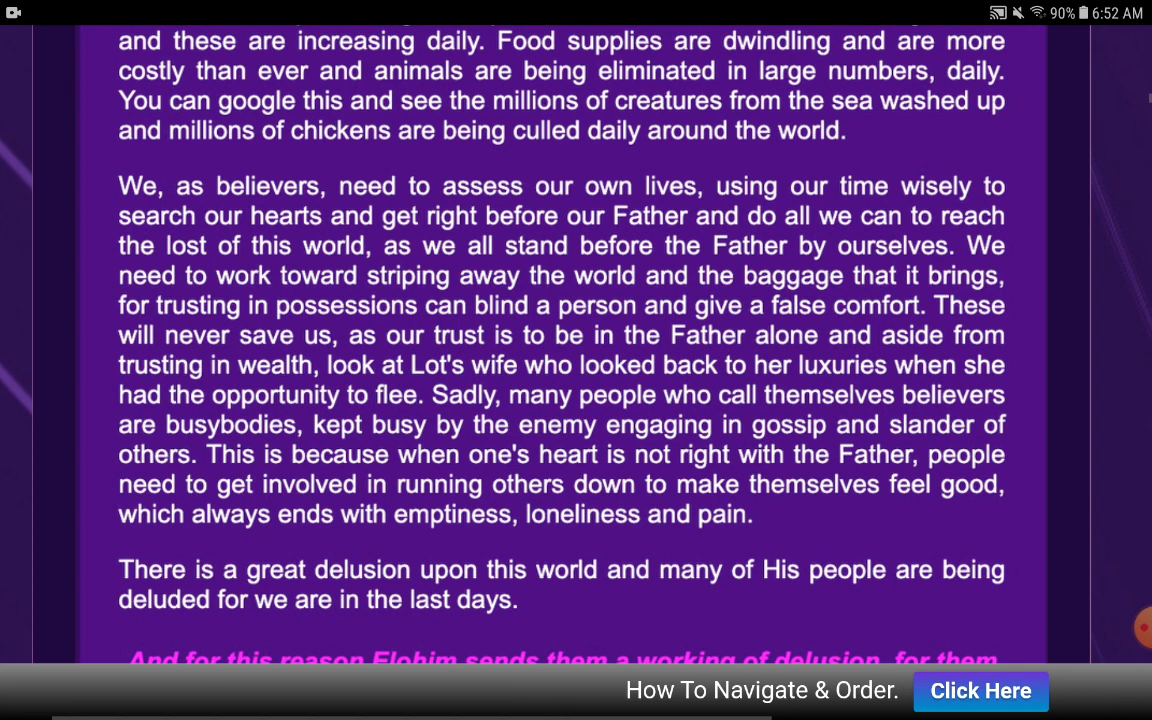 90% 6:52 AM
and these are increasing daily. Food supplies are dwindling and are more
costly than ever and animals are being eliminated in large numbers, daily.
You can google this and see the millions of creatures from the sea washed up
and millions of chickens are being culled daily around the world.
We, as believers, need to assess our own lives, using our time wisely to
search our hearts and get right before our Father and do all we can to reach
the lost of this world, as we all stand before the Father by ourselves. We
need to work toward striping away the world and the baggage that it brings,
for trusting in possessions can blind a person and give a false comfort. These
will never save us, as our trust is to be in the Father alone and aside from
trusting in wealth, look at Lot's wife who looked back to her luxuries when she
had the opportunity to flee. Sadly, many people who call themselves believers
are busybodies, kept busy by the enemy engaging in gossip and slander of
others. This is because when one's heart is not right with the Father, people
need to get involved in running others down to make themselves feel good,
which always ends with emptiness, loneliness and pain.
There is a great delusion upon this world and many of His people are being
deluded for we are in the last days.
And for this reason Elohim sends them a working of delusion, for them
How To Navigate & Order. Click Here